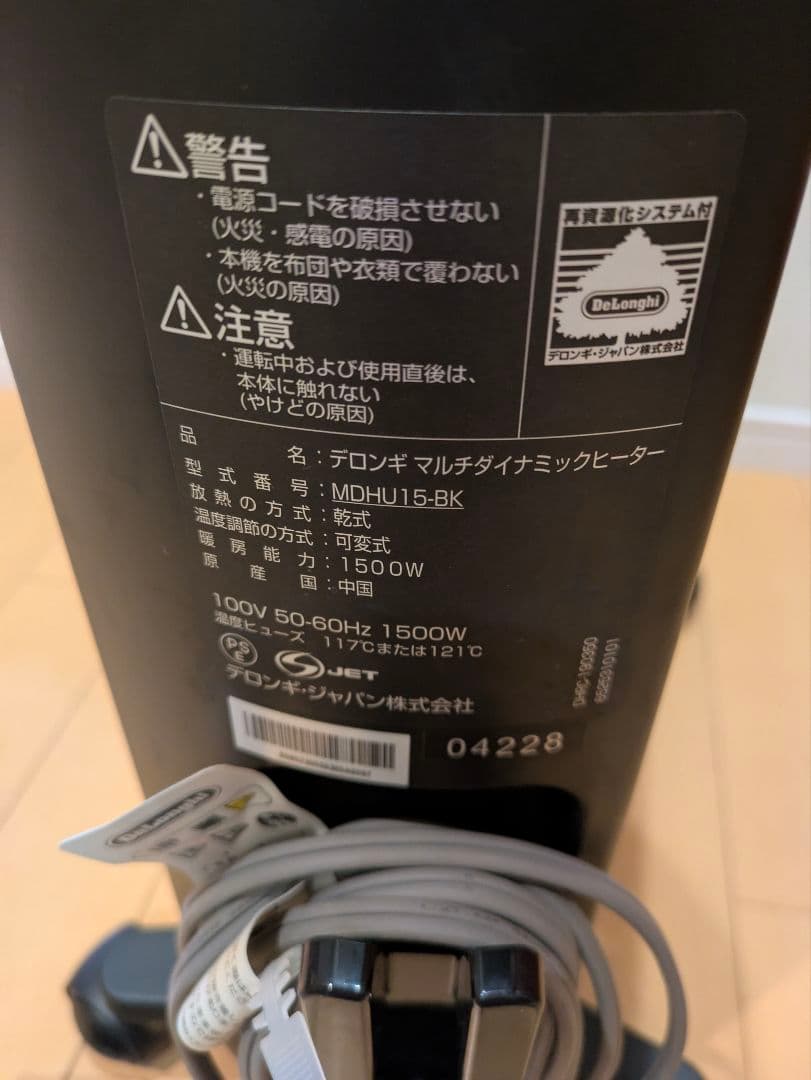 警告
・電源コードを破損させない
(火災・感電の原因)
・本機を布団や衣類で覆わない
(火災の原因)
注意
・運転中および使用直後は、
本体に触れない
(やけどの原因)
再資源化システム付
DeLonghi
デロンギ・ジャパン株式会社
品名:デロンギ マルチダイナミックヒーター
型式番号:MDHU15-BK
放熱の方式:乾式
温度調節の方式:可変式
暖房能力:1500W
原産国:中国
100V 50-60Hz 1500W
温度ヒューズ 117℃または121℃
PS
E
JET
デロンギ・ジャパン株式会社
04228
DeLonghi